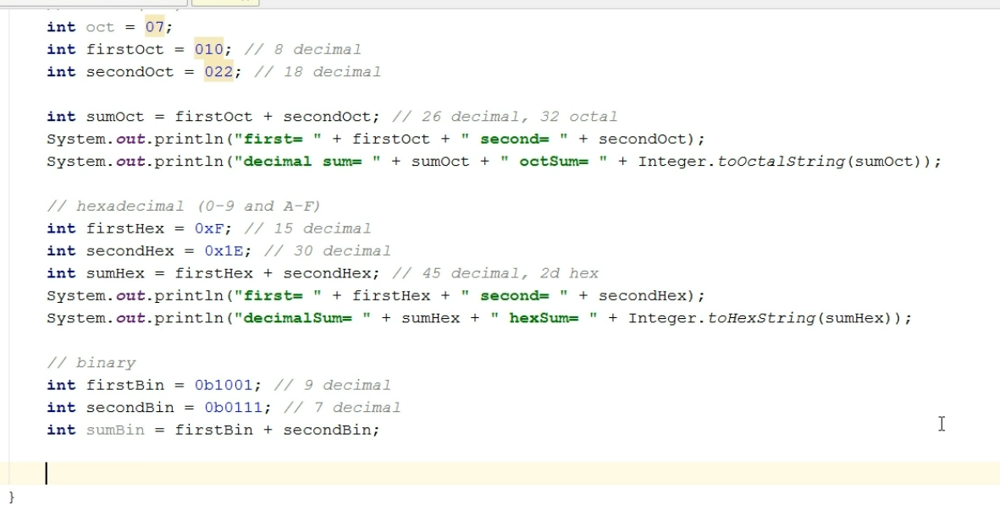 int oct = 07;
int firstOct = 010; // 8 decimal
int secondOct = 022; // 18 decimal
int sumOct = firstOct + secondOct; // 26 decimal, 32 octal
System.out.println("first= " + firstOct + " second= " + secondOct);
System.out.println("decimal sum= " + sumOct + " octSum= " + Integer.toOctalString(sumOct));
// hexadecimal (0-9 and A-F)
int firstHex = 0xF; // 15 decimal
int secondHex = 0x1E; // 30 decimal
int sumHex = firstHex + secondHex; // 45 decimal, 2d hex
System.out.println("first= " + firstHex + " second= " + secondHex);
System.out.println("decimalSum= " + sumHex + " hexSum= " + Integer.toHexString(sumHex));
// binary
int firstBin = 0b1001; // 9 decimal
int secondBin = 0b0111; // 7 decimal
int sumBin = firstBin + secondBin;
}